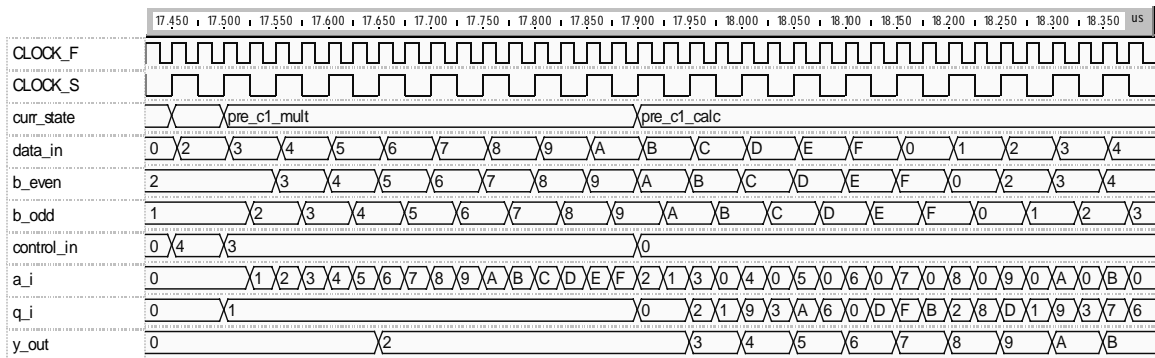 17.450 17.500 17.550 17.600 17.650 17.700 17.750 17.800 17.850 17.900 17.950 18.000 18.050 18.100 18.150 18.200 18.250 18.300 18.350 us
CLOCK_F
CLOCK_S
curr_state pre_c1_mult pre_c1_calc
data_in 0 2 3 4 5 6 7 8 9 A B C D E F 0 1 2 3 4
b_even 2 3 4 5 6 7 8 9 A B C D E F 0 2 3 4
b_odd 1 2 3 4 5 6 7 8 9 A B C D E F 0 1 2 3
control_in 0 4 3 0
a_i 0 1 2 3 4 5 6 7 8 9 A B C D E F 2 1 3 0 4 0 5 0 6 0 7 0 8 0 9 0 A 0 B 0
q_i 0 1 0 2 1 9 3 A 6 0 D F B 2 8 D 1 9 3 7 6
y_out 0 2 3 4 5 6 7 8 9 A B